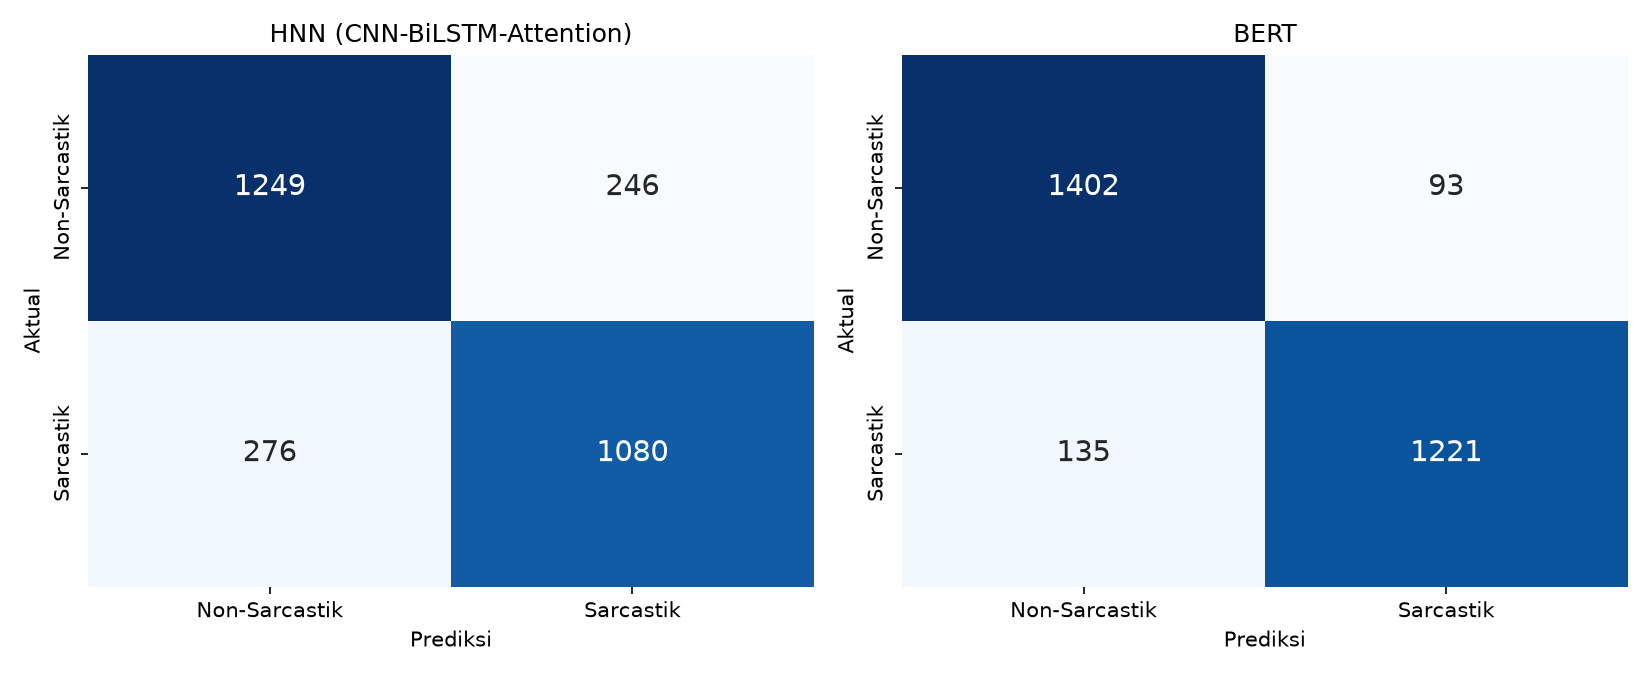 HNN (CNN-BiLSTM-Attention)
Aktual
Non-Sarcastik
Sarcastik
1249
246
276
1080
Non-Sarcastik
Sarcastik
Prediksi
BERT
Aktual
Non-Sarcastik
Sarcastik
1402
93
135
1221
Non-Sarcastik
Sarcastik
Prediksi